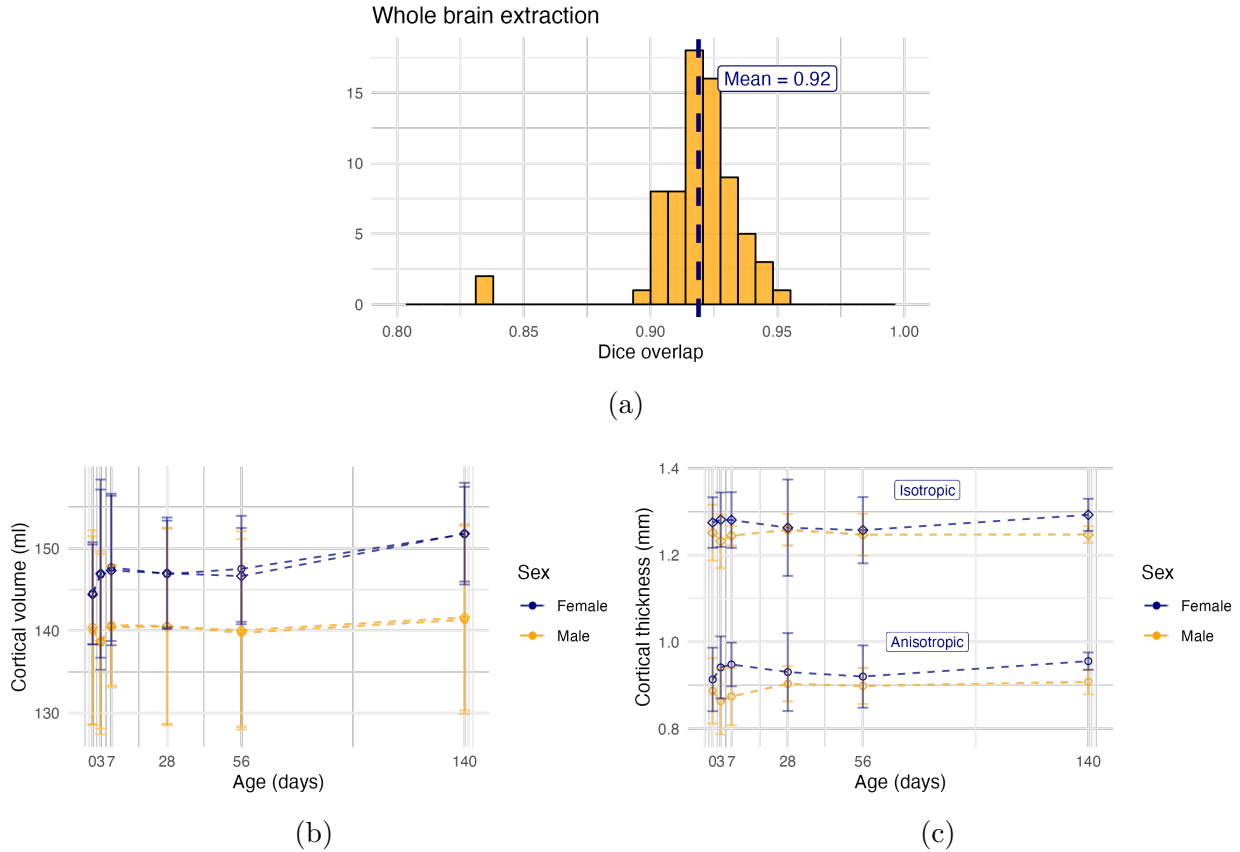 Whole brain extraction
Mean = 0.92
15
10
5
0
0.80 0.85 0.90 0.95 1.00
Dice overlap
(a)
Cortical volume (ml)
150
140
130
0 3 7 28 56 140
Age (days)
Sex
Female
Male
(b)
Cortical thickness (mm)
1.4
1.2
1.0
0.8
Isotropic
Anisotropic
0 3 7 28 56 140
Age (days)
Sex
Female
Male
(c)